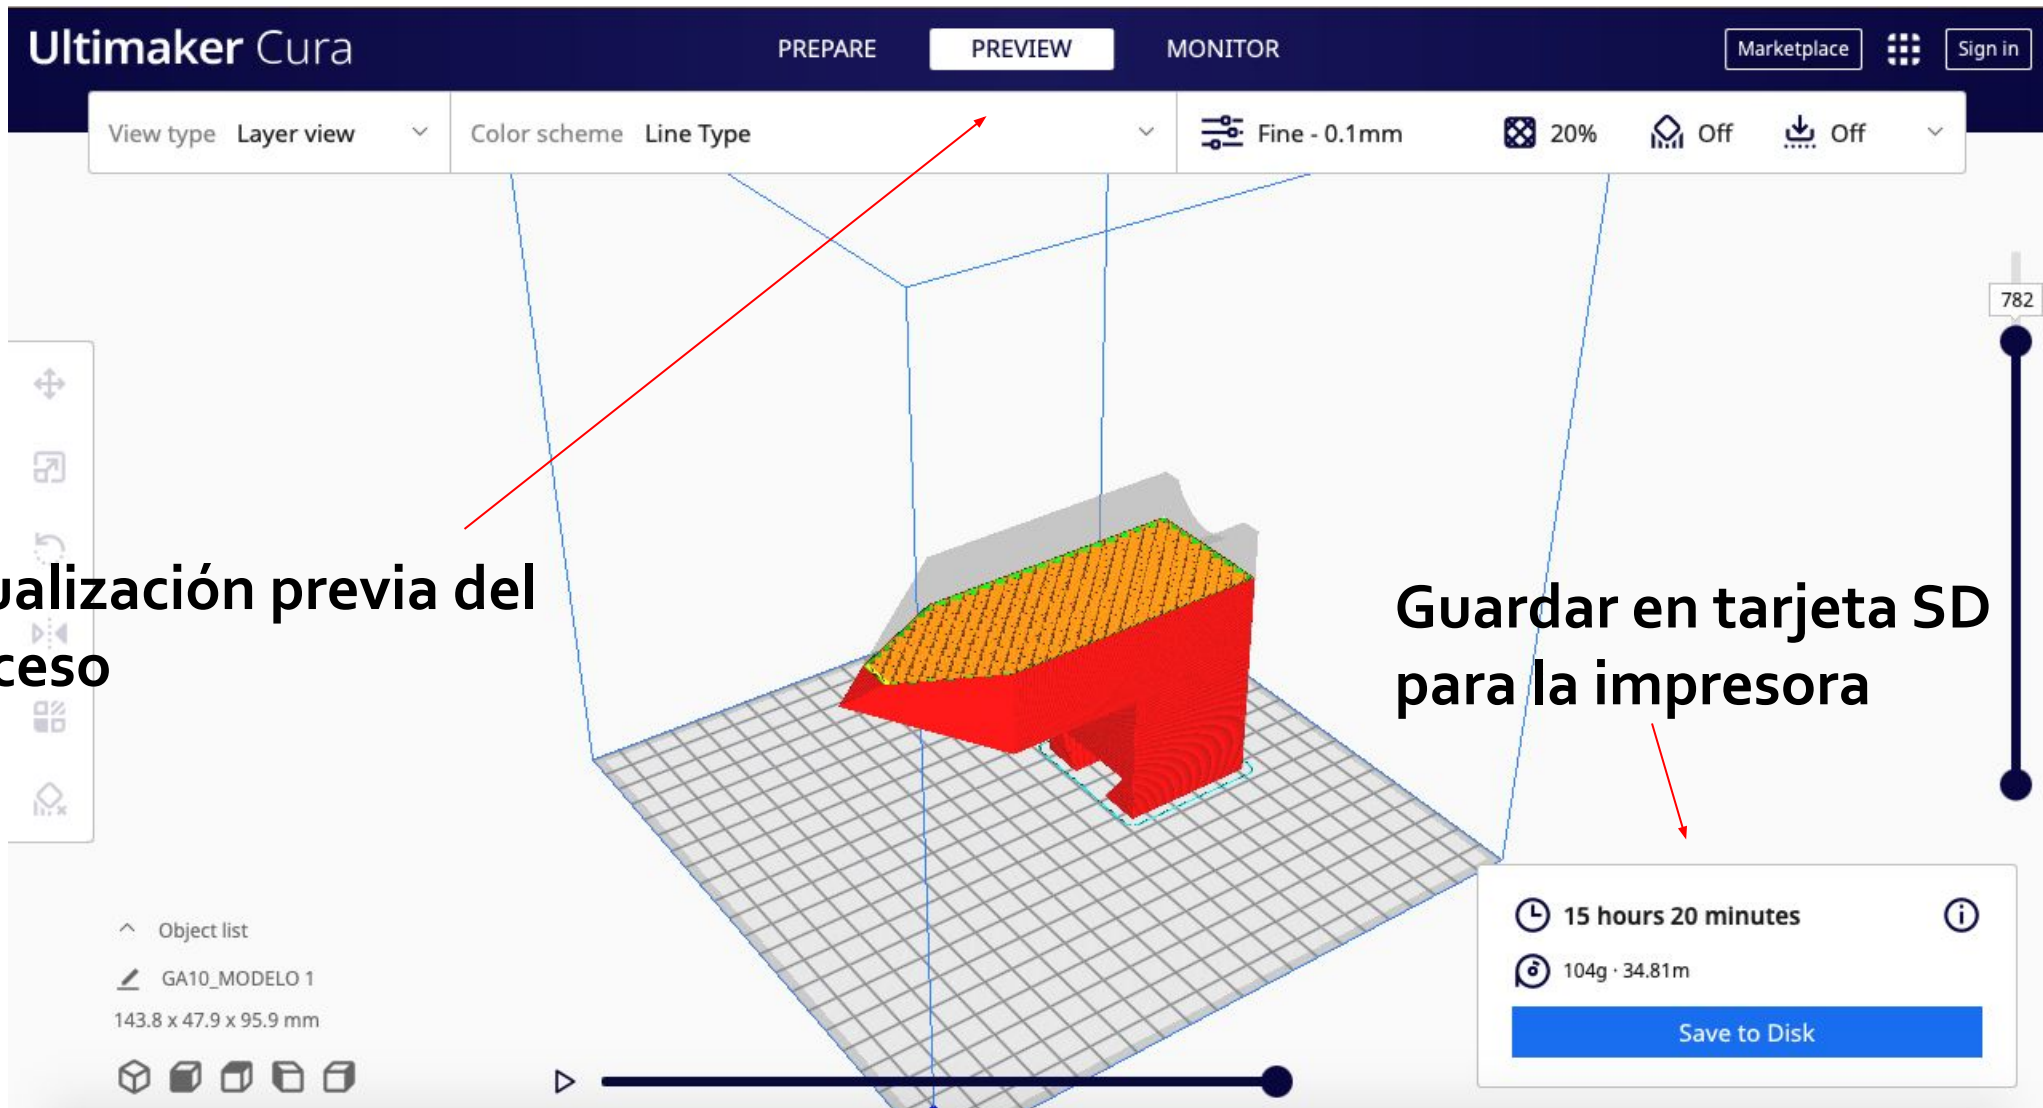 Ultimaker Cura
PREPARE PREVIEW MONITOR
Marketplace Sign in
View type Layer view
Color scheme Line Type
Fine - 0.1mm 20% Off Off
782
ualización previa del
ceso
Guardar en tarjeta SD
para la impresora
Object list
GA10_MODELO 1
143.8 x 47.9 x 95.9 mm
15 hours 20 minutes
104g · 34.81m
Save to Disk